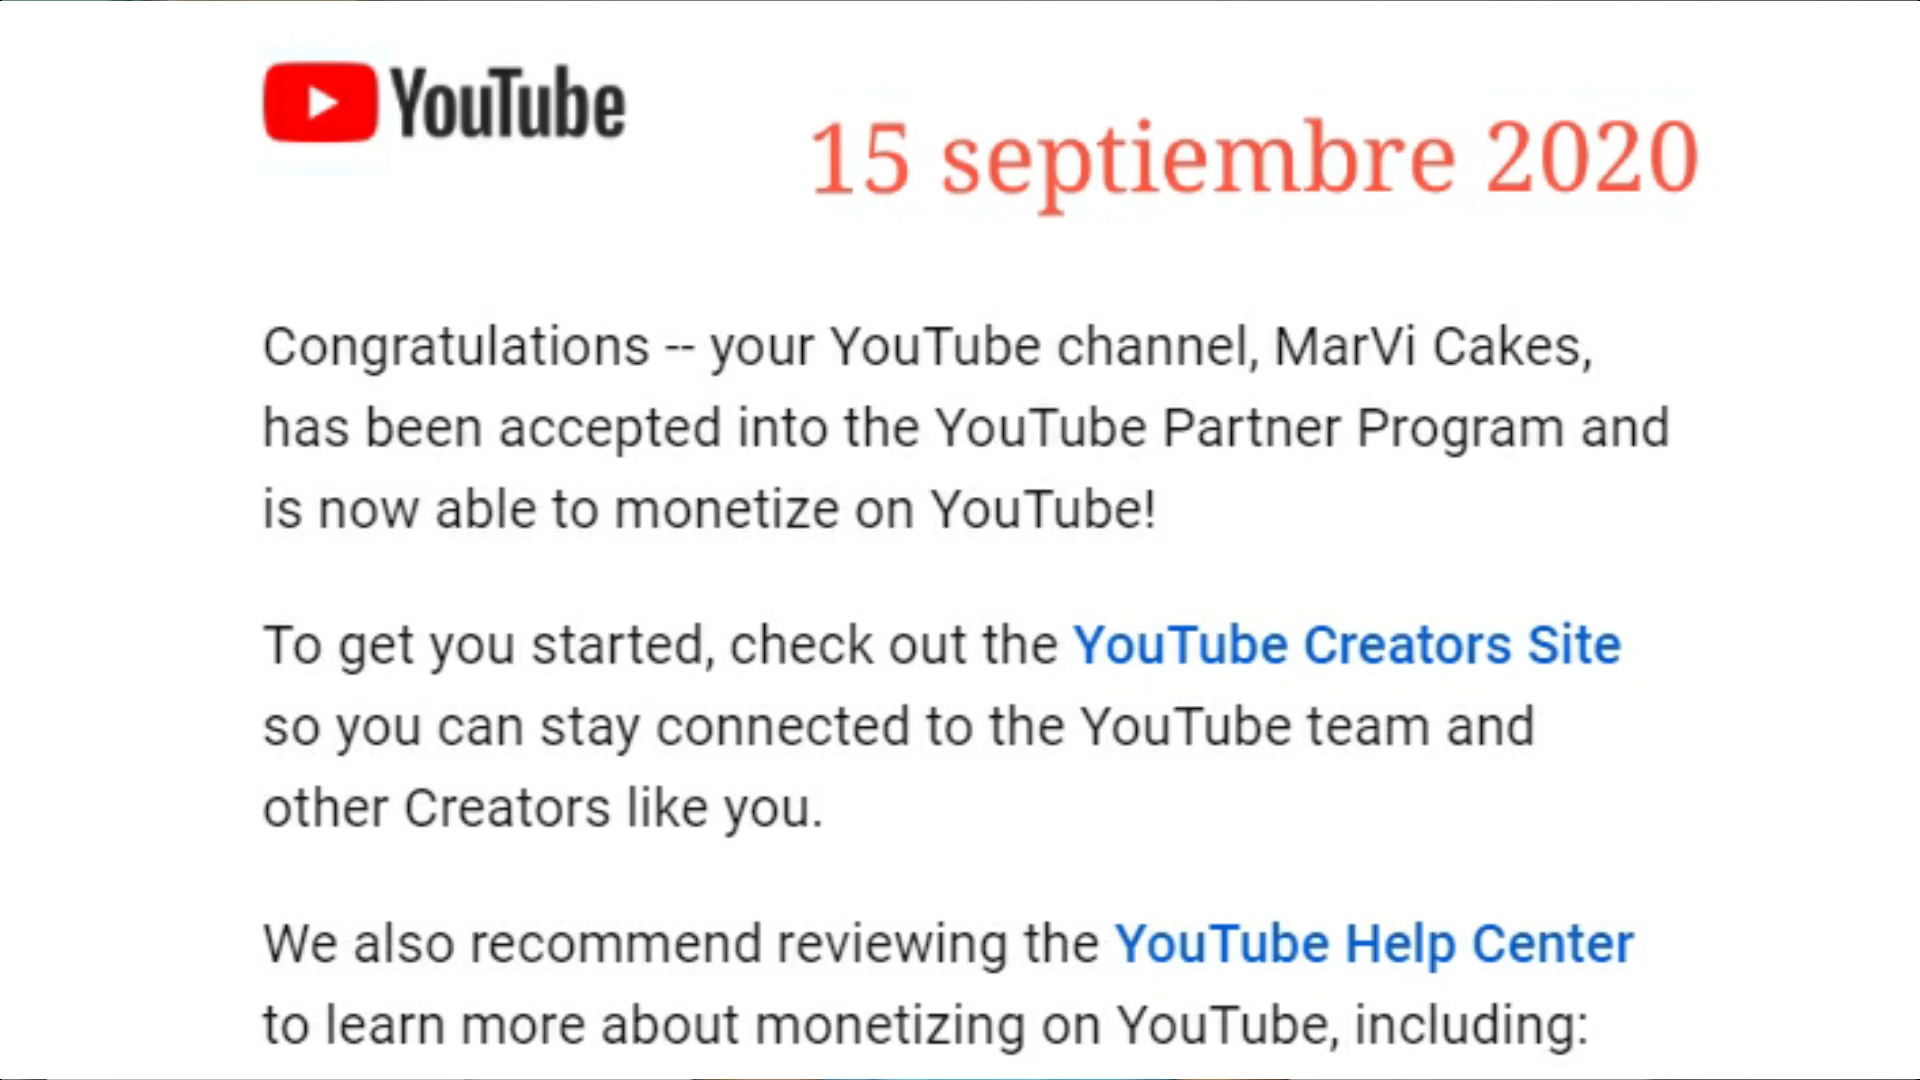 YouTube
15 septiembre 2020
Congratulations -- your YouTube channel, MarVi Cakes,
has been accepted into the YouTube Partner Program and
is now able to monetize on YouTube!
To get you started, check out the YouTube Creators Site
so you can stay connected to the YouTube team and
other Creators like you.
We also recommend reviewing the YouTube Help Center
to learn more about monetizing on YouTube, including: